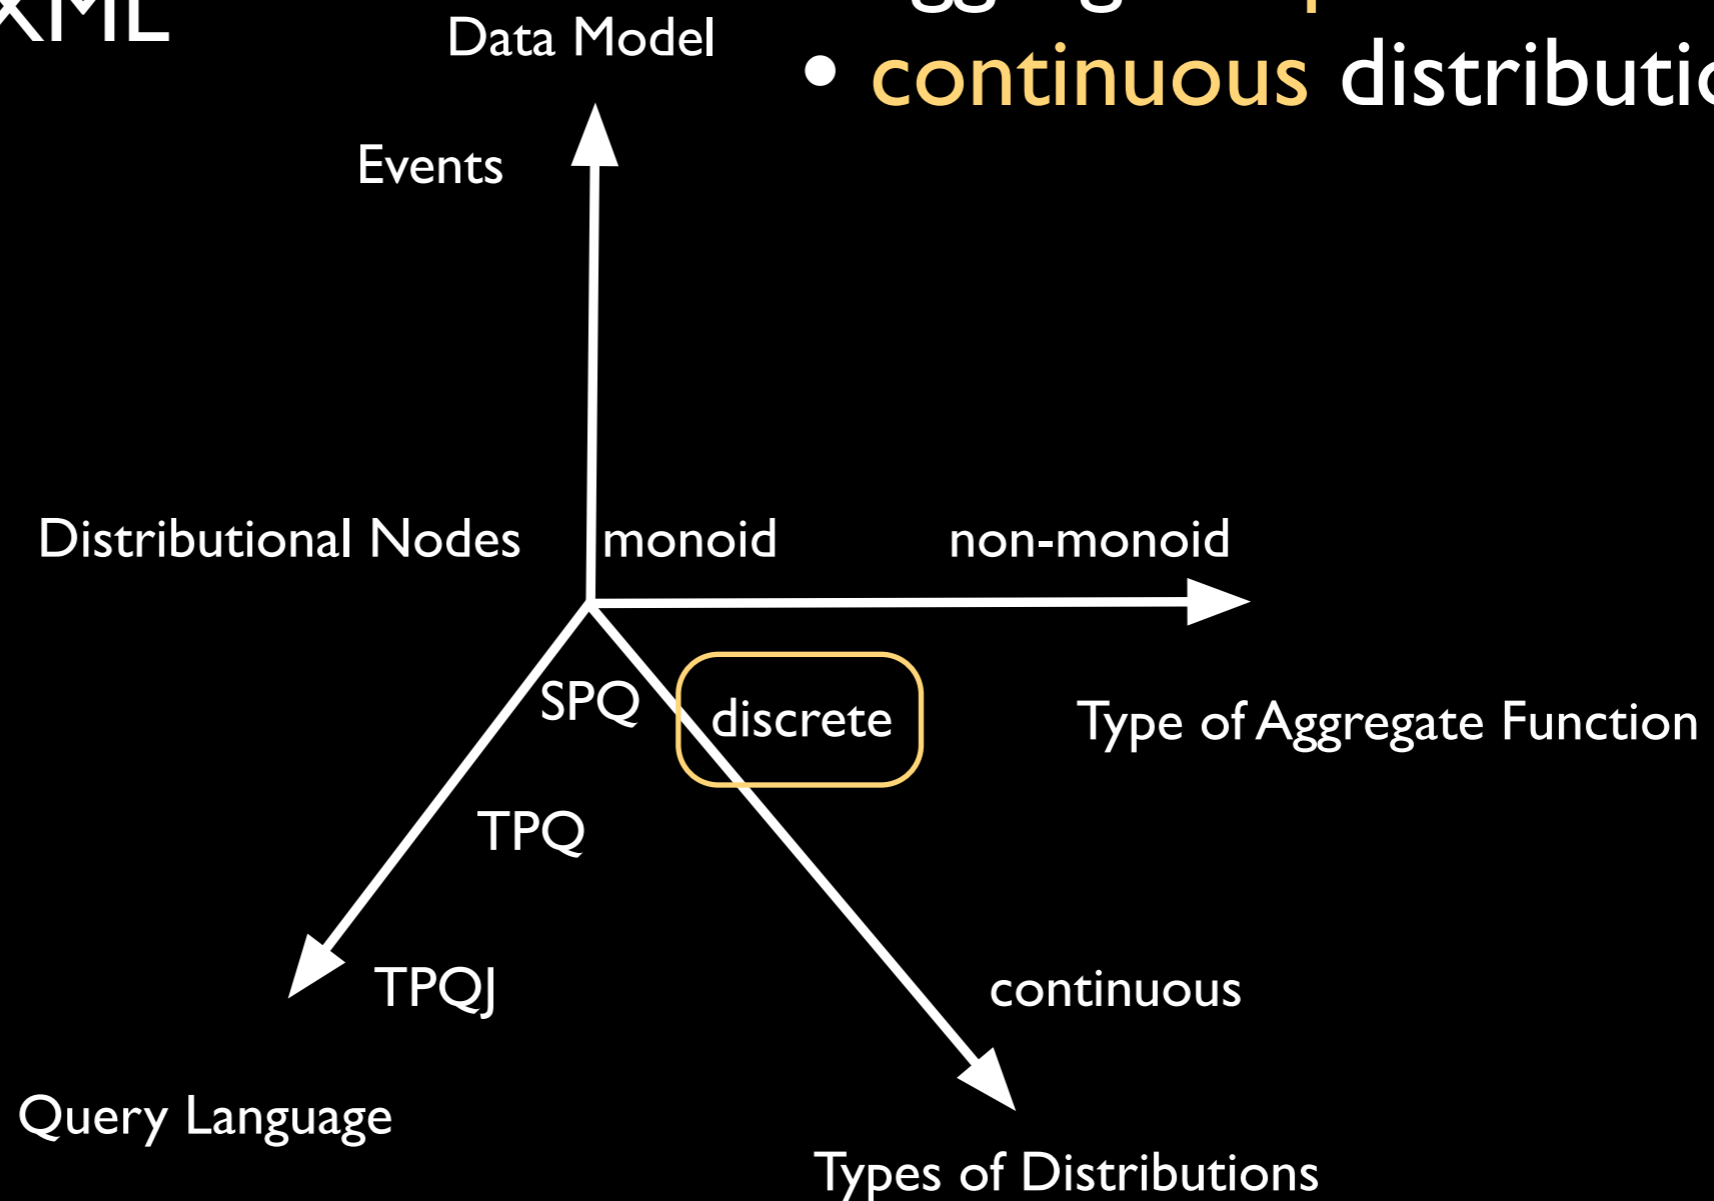 XML
Data Model
• continuous
Events
Distributional Nodes
monoid
non-monoid
SPQ
discrete
Type of Aggregate Function
TPQ
TPQJ
continuous
Query Language
Types of Distributions